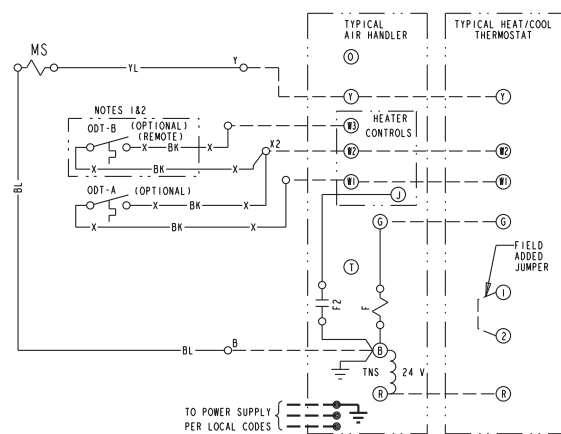 TYPICAL
AIR HANDLER
TYPICAL HEAT/COOL
THERMOSTAT
MS
O
YL
Y
Y
Y
NOTES 1&2
ODT-B
(OPTIONAL)
(REMOTE)
X
BK
X
X
BK
X
X2
W3
HEATER
CONTROLS
W2
W2
ODT-A
(OPTIONAL)
X
BK
X
X
BK
X
W1
W1
J
BL
G
G
T
FIELD
ADDED
JUMPER
1
2
F2
F
BL
B
B
TNS
24 V
R
R
TO POWER SUPPLY
PER LOCAL CODES